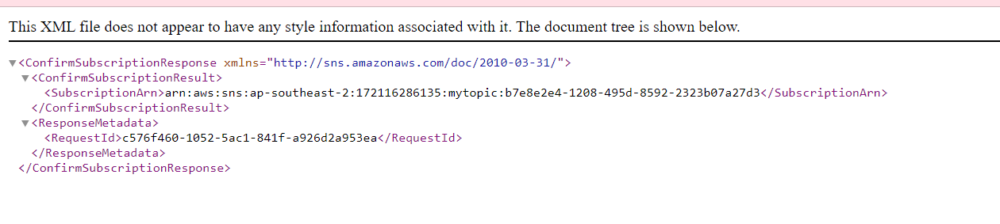 This XML file does not appear to have any style information associated with it. The document tree is shown below.
▼<ConfirmSubscriptionResponse xmlns="http://sns.amazonaws.com/doc/2010-03-31/">
▼<ConfirmSubscriptionResult>
<SubscriptionArn>arn:aws:sns:ap-southeast-2:172116286135:mytopic:b7e8e2e4-1208-495d-8592-2323b07a27d3</SubscriptionArn>
</ConfirmSubscriptionResult>
▼<ResponseMetadata>
<RequestId>c576f460-1052-5ac1-841f-a926d2a953ea</RequestId>
</ResponseMetadata>
</ConfirmSubscriptionResponse>